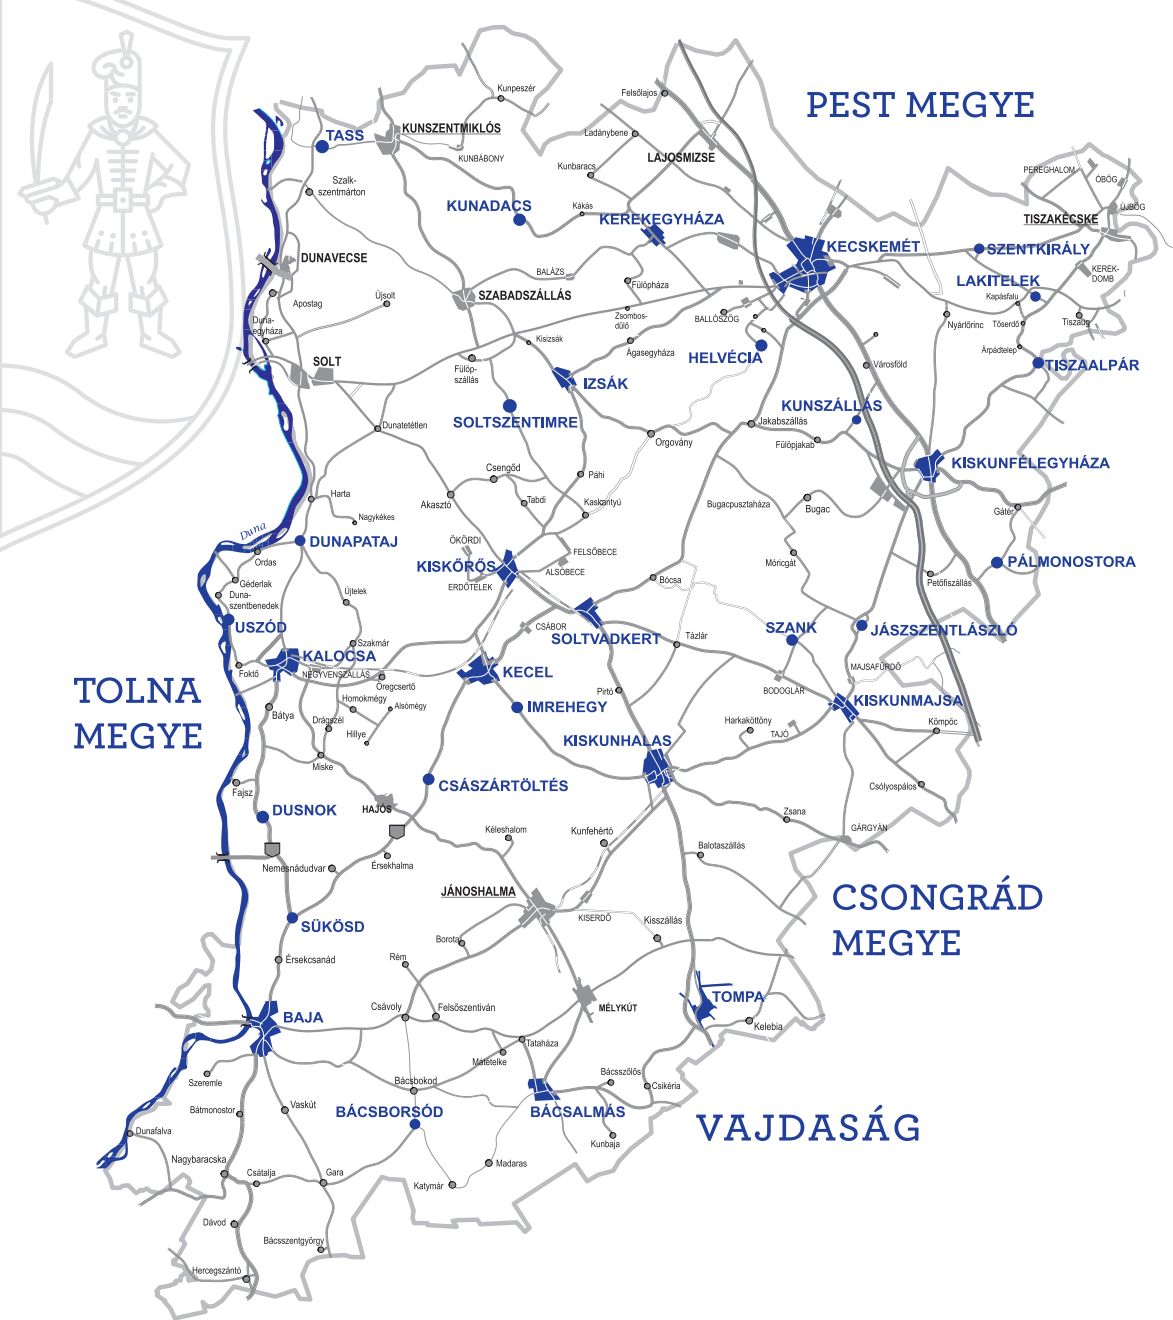 Kunpeszér
Felsőlajos
PEST MEGYE
TASS
KUNSZENTMIKLÓS
Ladánybene
LAJOSMIZSE
KUNBÁBONY
Kunbaracs
PEREGHALOM
ÓBÖG
Szalk-
szentmárton
KUNADACS
Kákás
KEREKEGYHÁZA
TISZAKÉCSKE
ÚJBÖG
KECSKEMÉT
SZENTKIRÁLY
DUNAVECSE
BALÁZS
Fülöpháza
LAKITELEK
KEREK-
DOMB
Apostag
Újsolt
SZABADSZÁLLÁS
Kapásfalu
Duna-
egyháza
Zsombos-
dűlő
BALLÓSZÖG
Nyárlőrinc
Tőserdő
Tiszaug
Kisizsák
Ágasegyháza
HELVÉCIA
Árpádtelep
SOLT
Fülöp-
szállás
Városföld
TISZAALPÁR
IZSÁK
KUNSZÁLLÁS
SOLTSZENTIMRE
Dunatetétlen
Jakabszállás
Orgovány
Fülöpjakab
KISKUNFÉLEGYHÁZA
Csengőd
Páhi
Harta
Akasztó
Tabdi
Kaskantyú
Bugacpusztaháza
Bugac
Gátér
Nagykékes
Duna
DUNAPATAJ
ÖKÖRDI
FELSŐBECE
Ordas
KISKŐRÖS
ALSÓBECE
Móricgát
PÁLMONOSTORA
Géderlak
ERDŐTELEK
Bócsa
Petőfiszállás
Duna-
szentbenedek
Újtelek
USZÓD
CSÁBOR
SOLTVADKERT
Tázlár
SZANK
JÁSZSZENTLÁSZLÓ
Szakmár
KALOCSA
Foktő
NEGYVENSZÁLLÁS
KECEL
MAJSAFÜRDŐ
TOLNA
MEGYE
Öregcsertő
Pirtó
BODOGLÁR
Homokmégy
Alsómégy
IMREHEGY
KISKUNMAJSA
Bátya
Drágszél
Harkakötöny
Kömpöc
Hillye
KISKUNHALAS
TAJÓ
Miske
Fajsz
CSÁSZÁRTÖLTÉS
Csólyospálos
DUSNOK
HAJÓS
Zsana
Kéleshalom
Kunfehértó
GÁRGYÁN
Balotaszállás
Nemesnádudvar
Érsekhalma
JÁNOSHALMA
CSONGRÁD
MEGYE
SÜKÖSD
KISERDŐ
Kisszállás
Borota
Érsekcsanád
Rém
TOMPA
BAJA
Csávoly
Felsőszentiván
MÉLYKÚT
Kelebia
Tataháza
Mátételke
Szeremle
Bácsbokod
Bácsszőlős
Csikéria
Bátmonostor
Vaskút
BÁCSBORSÓD
BÁCSALMÁS
VAJDASÁG
Dunafalva
Kunbaja
Nagybaracska
Csátalja
Gara
Madaras
Katymár
Dávod
Bácsszentgyörgy
Hercegszántó